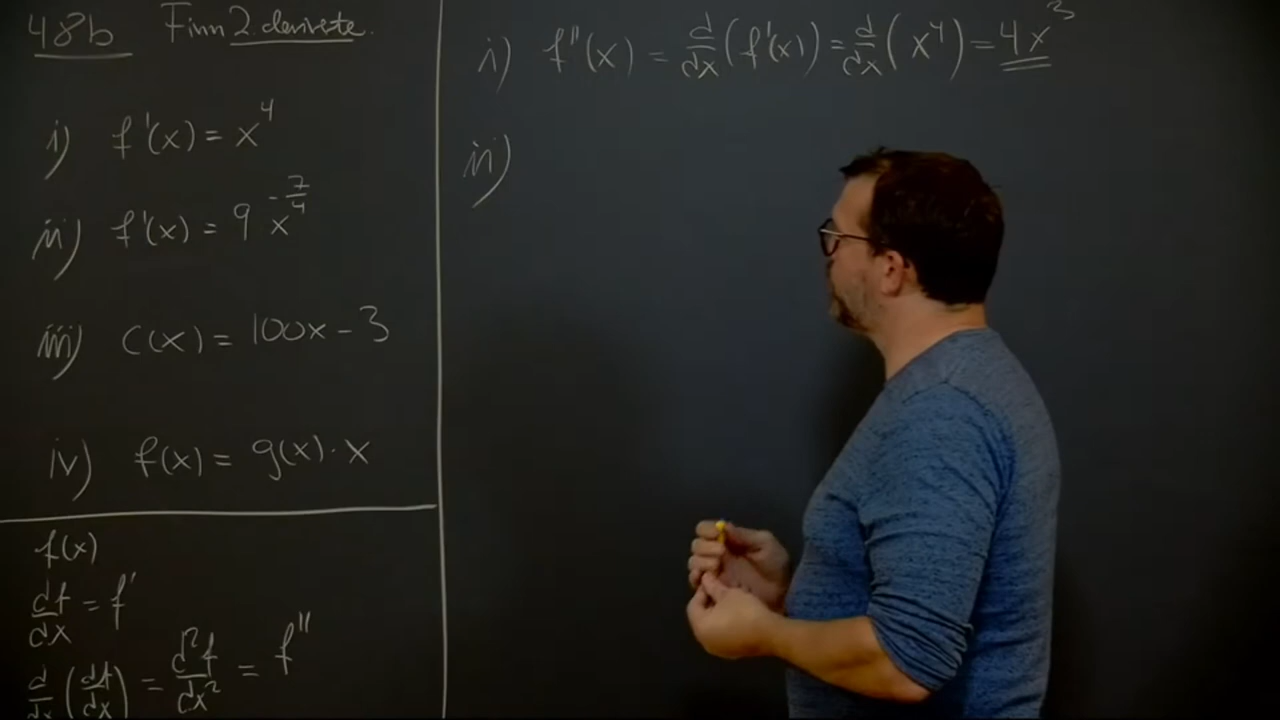 48b Finn 2. deriverte.
i) f'(x) = x^4
ii) f'(x) = 9 x^{-7/4}
iii) C(x) = 100x - 3
iv) f(x) = g(x) · x
f(x)
df/dx = f'
d/dx (df/dx) = d²f/dx² = f''
i) f''(x) = d/dx (f'(x)) = d/dx (x^4) = 4x^3
ii)